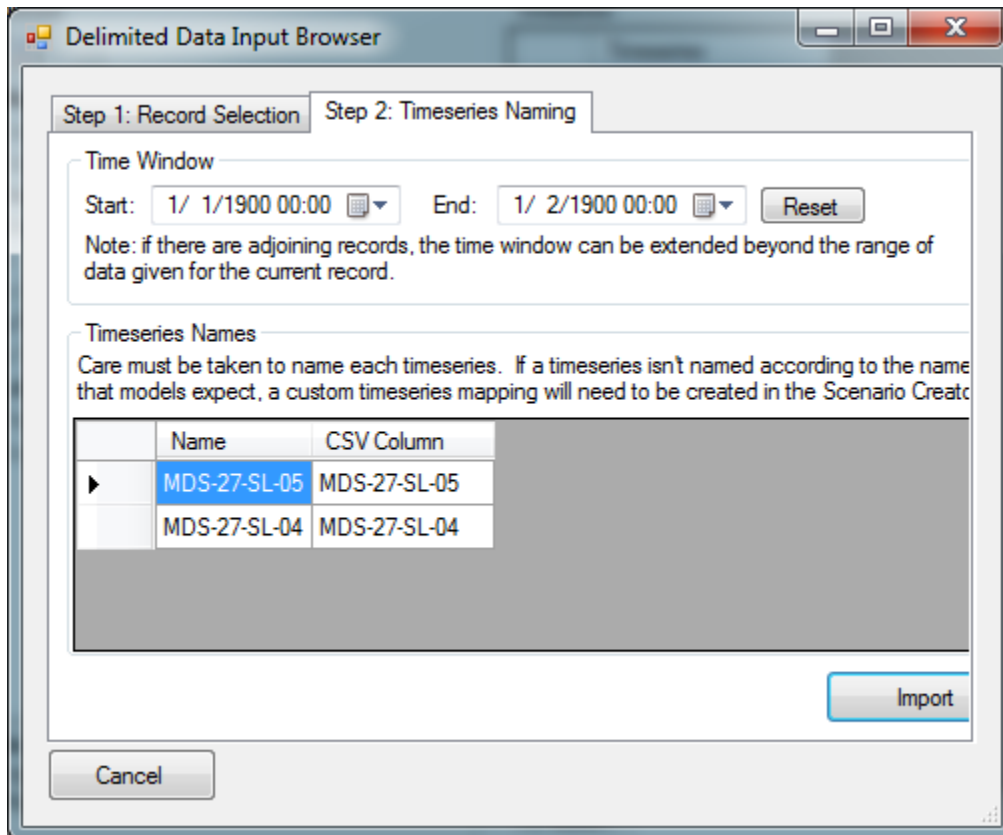 Delimited Data Input Browser
Step 1: Record Selection Step 2: Timeseries Naming
Time Window
Start: 1/ 1/1900 00:00 End: 1/ 2/1900 00:00 Reset
Note: if there are adjoining records, the time window can be extended beyond the range of
data given for the current record.
Timeseries Names
Care must be taken to name each timeseries. If a timeseries isn't named according to the name
that models expect, a custom timeseries mapping will need to be created in the Scenario Creato
Name CSV Column
MDS-27-SL-05 MDS-27-SL-05
MDS-27-SL-04 MDS-27-SL-04
Import
Cancel